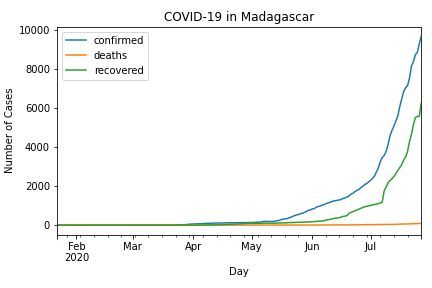 COVID-19 in Madagascar
confirmed
deaths
recovered
Number of Cases
10000
8000
6000
4000
2000
0
Feb Mar Apr May Jun Jul
2020
Day